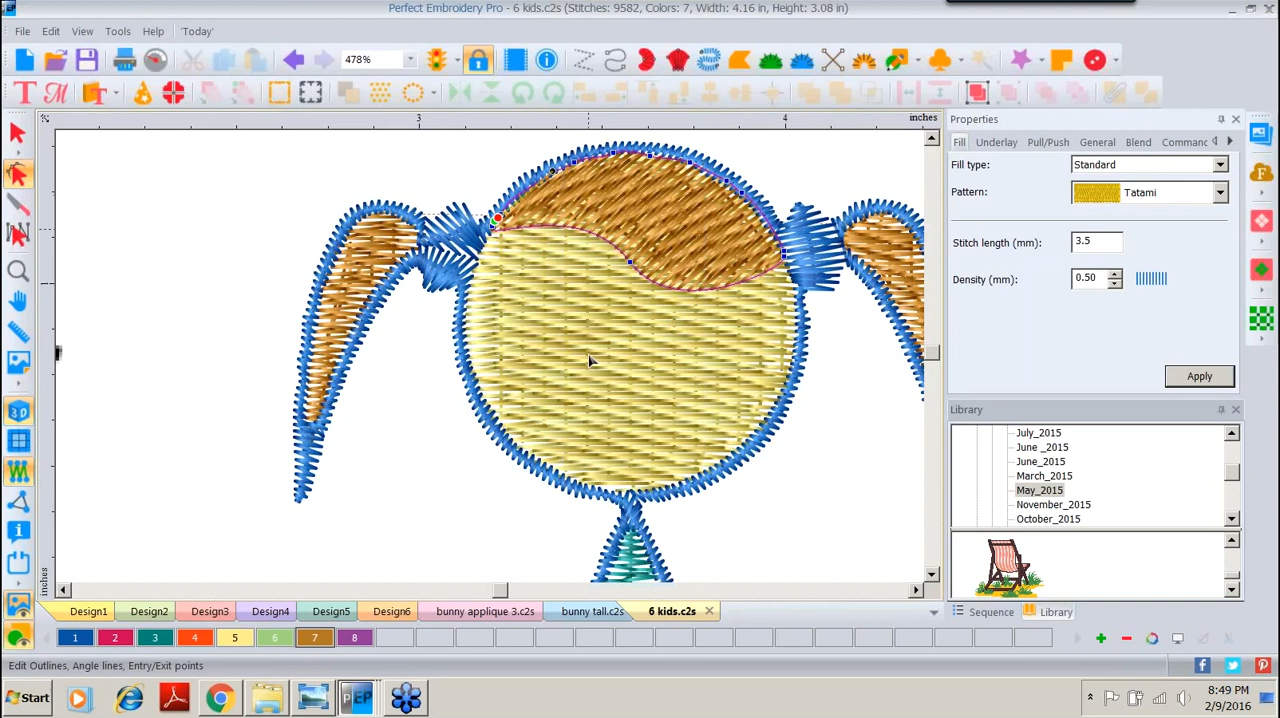 Perfect Embroidery Pro - 6 kids.c2s (Stitches: 9582, Colors: 7, Width: 4.16 in, Height: 3.08 in)
File Edit View Tools Help 'Today'
478%
3 4 inches
inches
Properties
Fill Underlay Pull/Push General Blend Commanc
Fill type: Standard
Pattern: Tatami
Stitch length (mm): 3.5
Density (mm): 0.50
Apply
Library
July_2015
June _2015
June_2015
March_2015
May_2015
November_2015
October_2015
Sequence Library
Design1 Design2 Design3 Design4 Design5 Design6 bunny applique 3.c2s bunny tall.c2s 6 kids.c2s
1 2 3 4 5 6 7 8
Edit Outlines, Angle lines, Entry/Exit points
Start
8:49 PM
2/9/2016